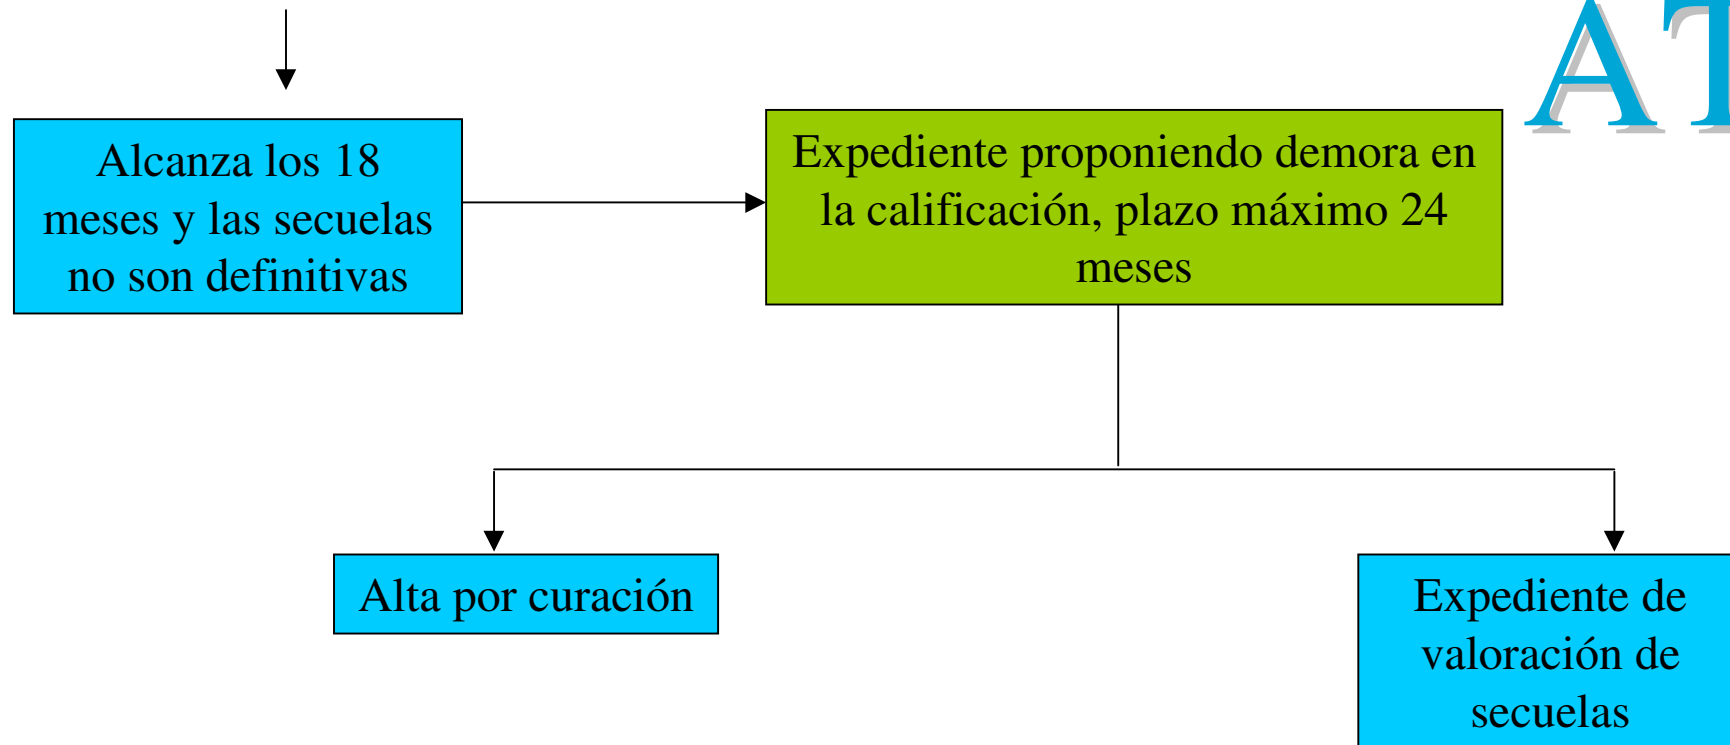 AT
Alcanza los 18
meses y las secuelas
no son definitivas
Expediente proponiendo demora en
la calificación, plazo máximo 24
meses
Alta por curación
Expediente de
valoración de
secuelas